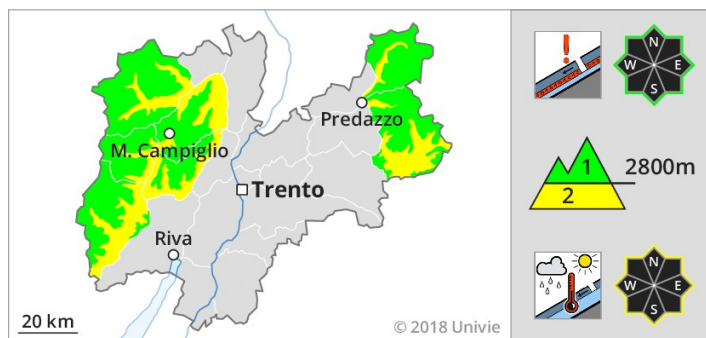 M. Campiglio
Predazzo
Trento
Riva
20 km
© 2018 Univie
N
W E
S
1 2800m
2
N
W E
S